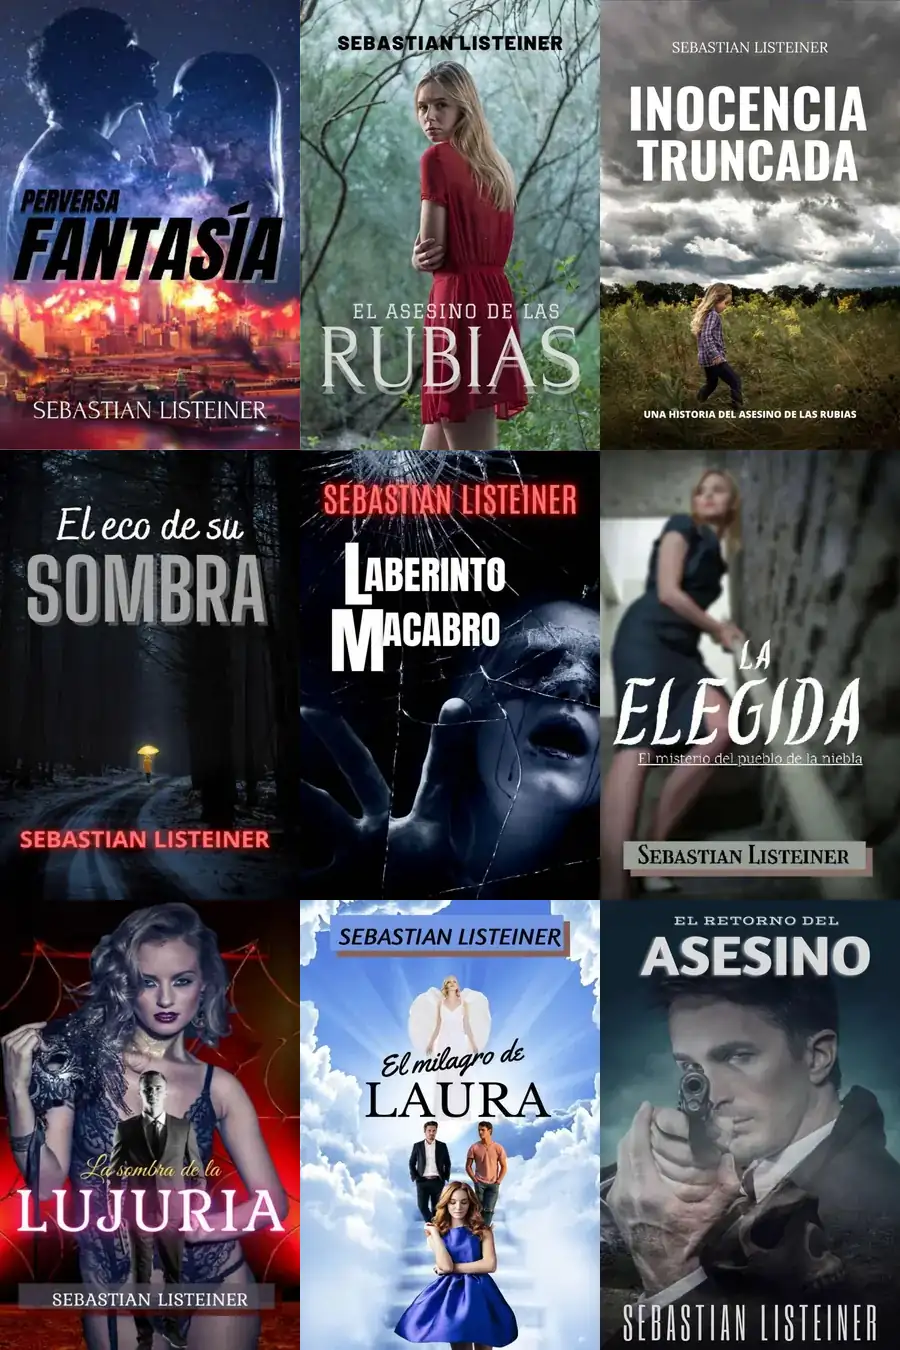 PERVERSA
FANTASÍA
SEBASTIAN LISTEINER
SEBASTIAN LISTEINER
EL ASESINO DE LAS
RUBIAS
SEBASTIAN LISTEINER
INOCENCIA
TRUNCADA
UNA HISTORIA DEL ASESINO DE LAS RUBIAS
El eco de su
SOMBRA
SEBASTIAN LISTEINER
SEBASTIAN LISTEINER
LABERINTO
MACABRO
LA
ELEGIDA
El misterio del pueblo de la niebla
SEBASTIAN LISTEINER
La sombra de la
LUJURIA
SEBASTIAN LISTEINER
SEBASTIAN LISTEINER
El milagro de
LAURA
EL RETORNO DEL
ASESINO
SEBASTIAN LISTEINER